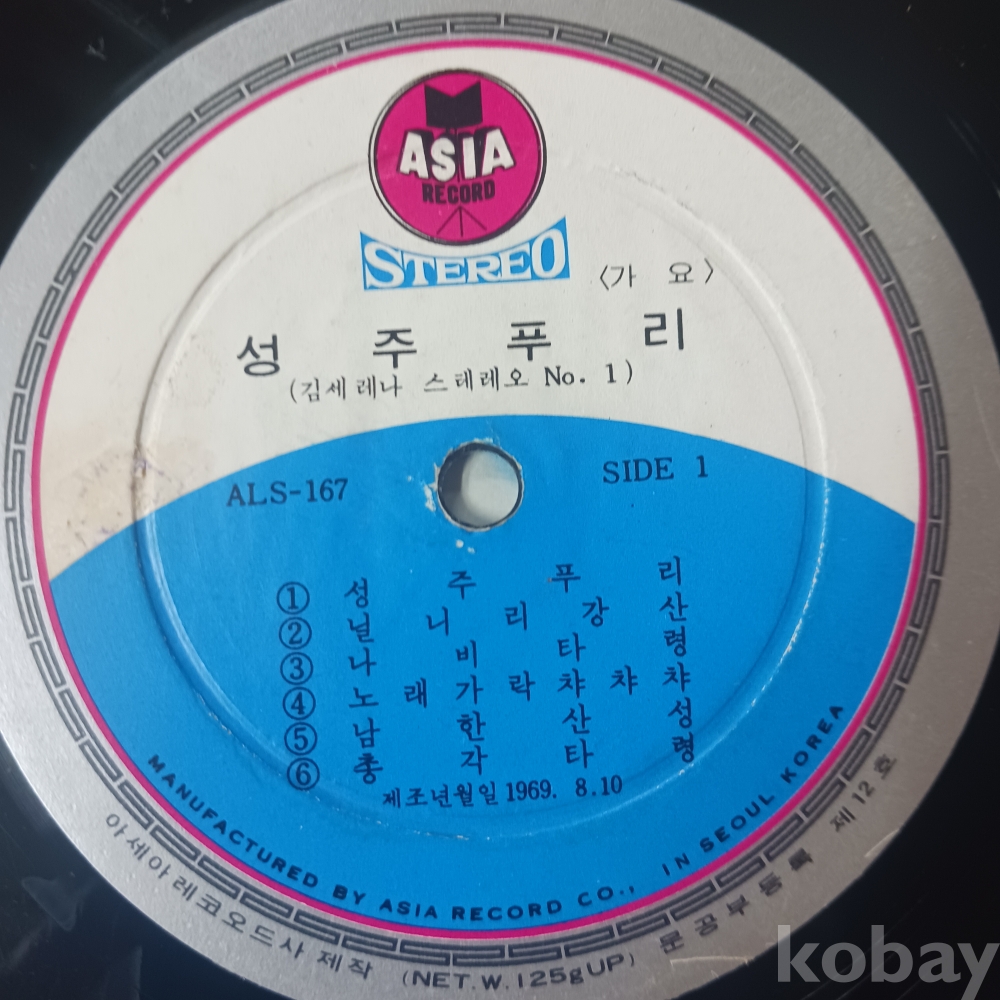 ASIA
RECORD
STEREO
〈가 요〉
성 주 푸 리
(김세레나 스테레오 No. 1)
ALS-167
SIDE 1
① 성 주 푸 리
② 닐 니 리 강 산
③ 나 비 타 령
④ 노 래 가 락 챠 챠 챠
⑤ 남 한 산 성
⑥ 총 각 타 령
제조년월일 1969. 8.10
MANUFACTURED BY ASIA RECORD CO., IN SEOUL KOREA
아세아레코오드사 제작 (NET.W.125gUP) 문공부등록 제12호
kobay